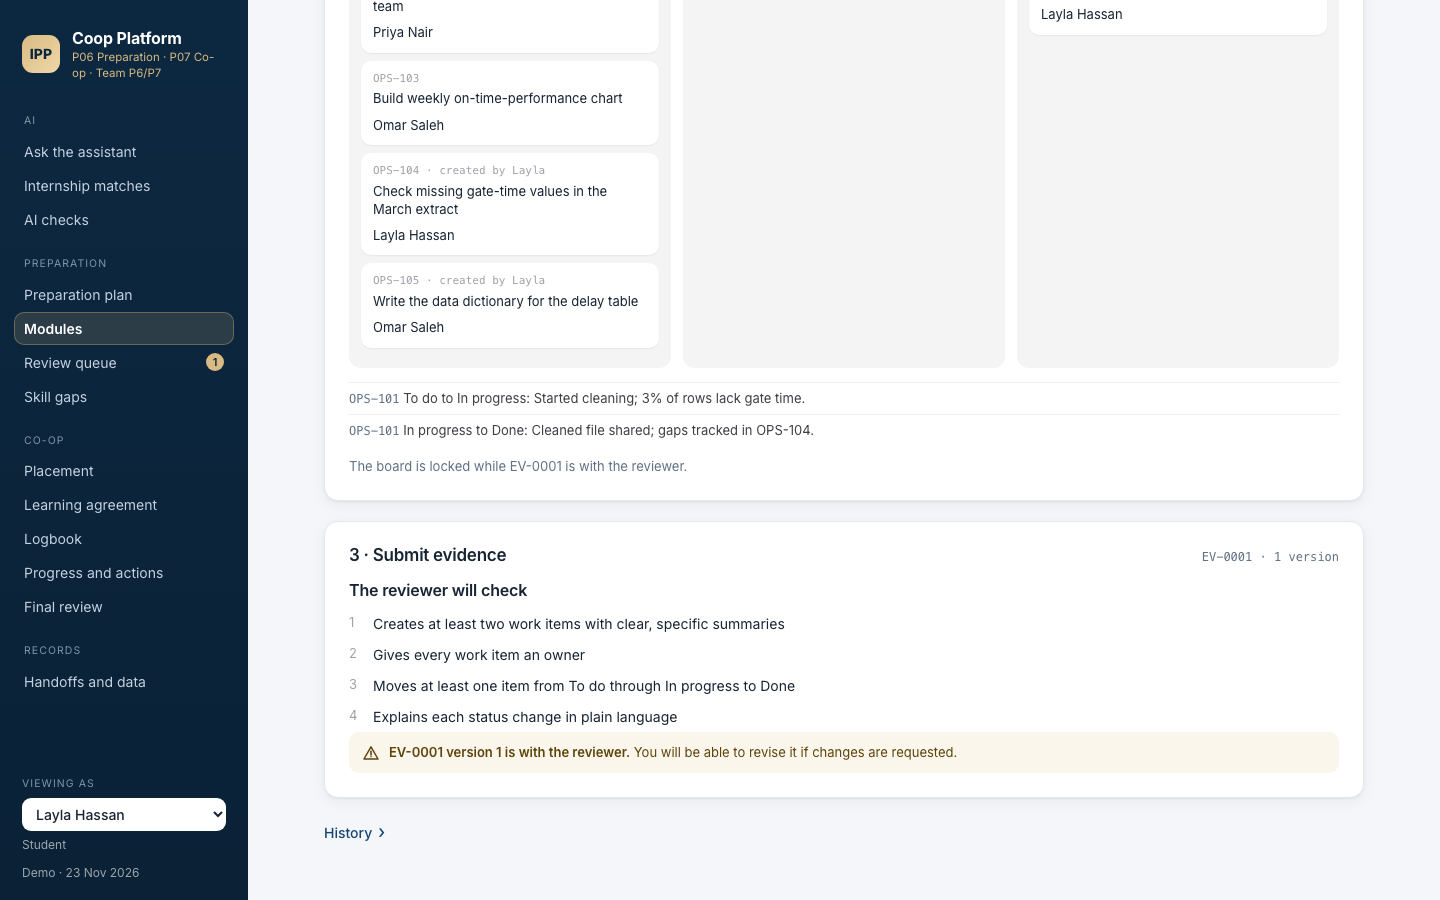 IPP
Coop Platform
P06 Preparation · P07 Co-
op · Team P6/P7
AI
Ask the assistant
Internship matches
AI checks
PREPARATION
Preparation plan
Modules
Review queue
1
Skill gaps
CO-OP
Placement
Learning agreement
Logbook
Progress and actions
Final review
RECORDS
Handoffs and data
VIEWING AS
Layla Hassan
Student
Demo · 23 Nov 2026
team
Priya Nair
OPS-103
Build weekly on-time-performance chart
Omar Saleh
OPS-104 · created by Layla
Check missing gate-time values in the
March extract
Layla Hassan
OPS-105 · created by Layla
Write the data dictionary for the delay table
Omar Saleh
Layla Hassan
OPS-101 To do to In progress: Started cleaning; 3% of rows lack gate time.
OPS-101 In progress to Done: Cleaned file shared; gaps tracked in OPS-104.
The board is locked while EV-0001 is with the reviewer.
3 · Submit evidence
EV-0001 · 1 version
The reviewer will check
1 Creates at least two work items with clear, specific summaries
2 Gives every work item an owner
3 Moves at least one item from To do through In progress to Done
4 Explains each status change in plain language
EV-0001 version 1 is with the reviewer. You will be able to revise it if changes are requested.
History ›